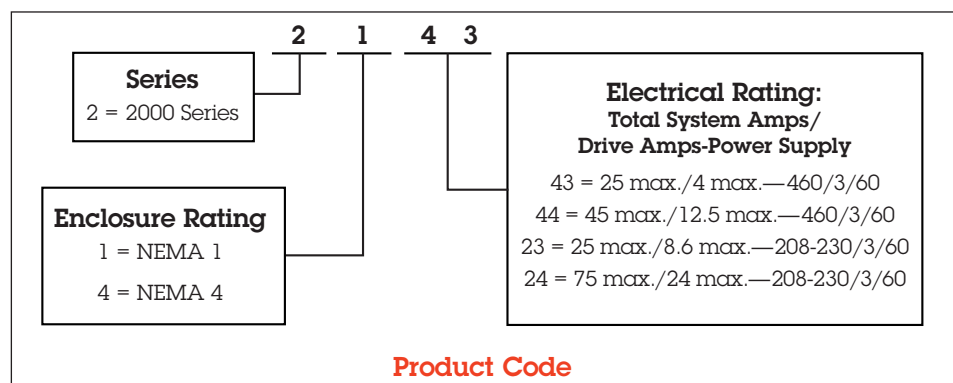 2 1 4 3
Series
2 = 2000 Series
Enclosure Rating
1 = NEMA 1
4 = NEMA 4
Electrical Rating:
Total System Amps/
Drive Amps-Power Supply
43 = 25 max./4 max.—460/3/60
44 = 45 max./12.5 max.—460/3/60
23 = 25 max./8.6 max.—208-230/3/60
24 = 75 max./24 max.—208-230/3/60
Product Code